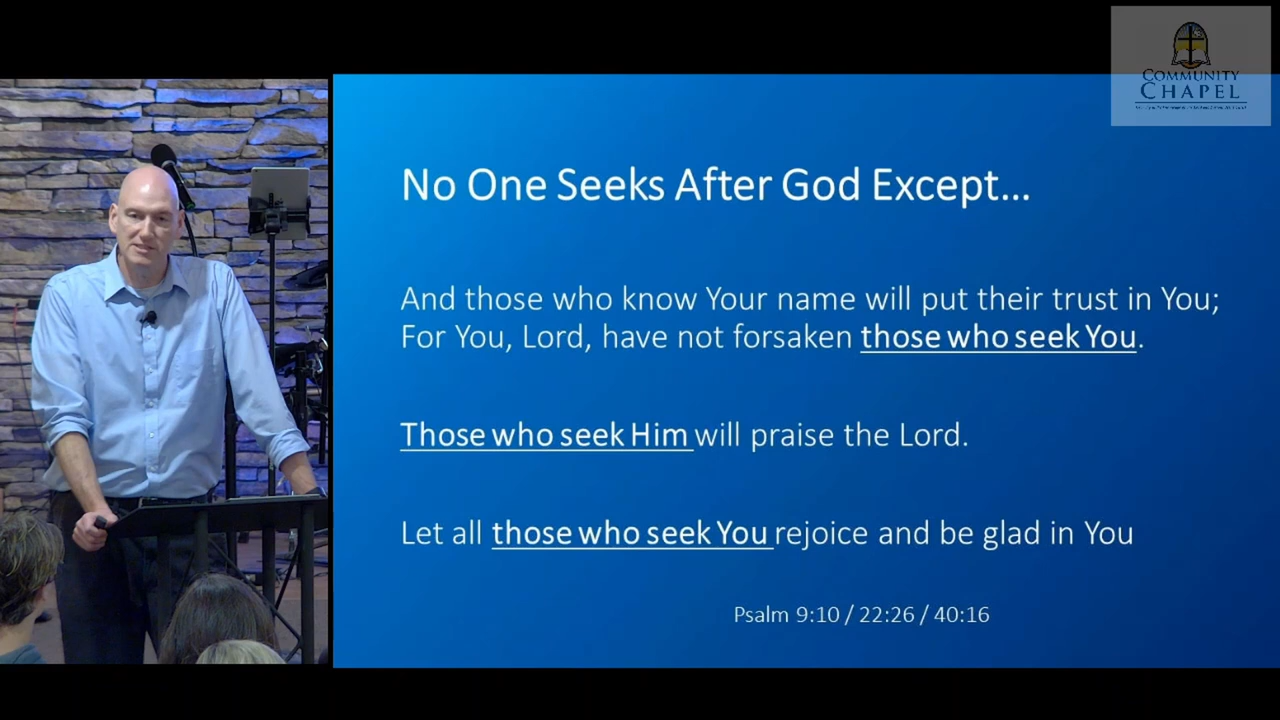 COMMUNITY
CHAPEL
No One Seeks After God Except...
And those who know Your name will put their trust in You;
For You, Lord, have not forsaken those who seek You.
Those who seek Him will praise the Lord.
Let all those who seek You rejoice and be glad in You
Psalm 9:10 / 22:26 / 40:16